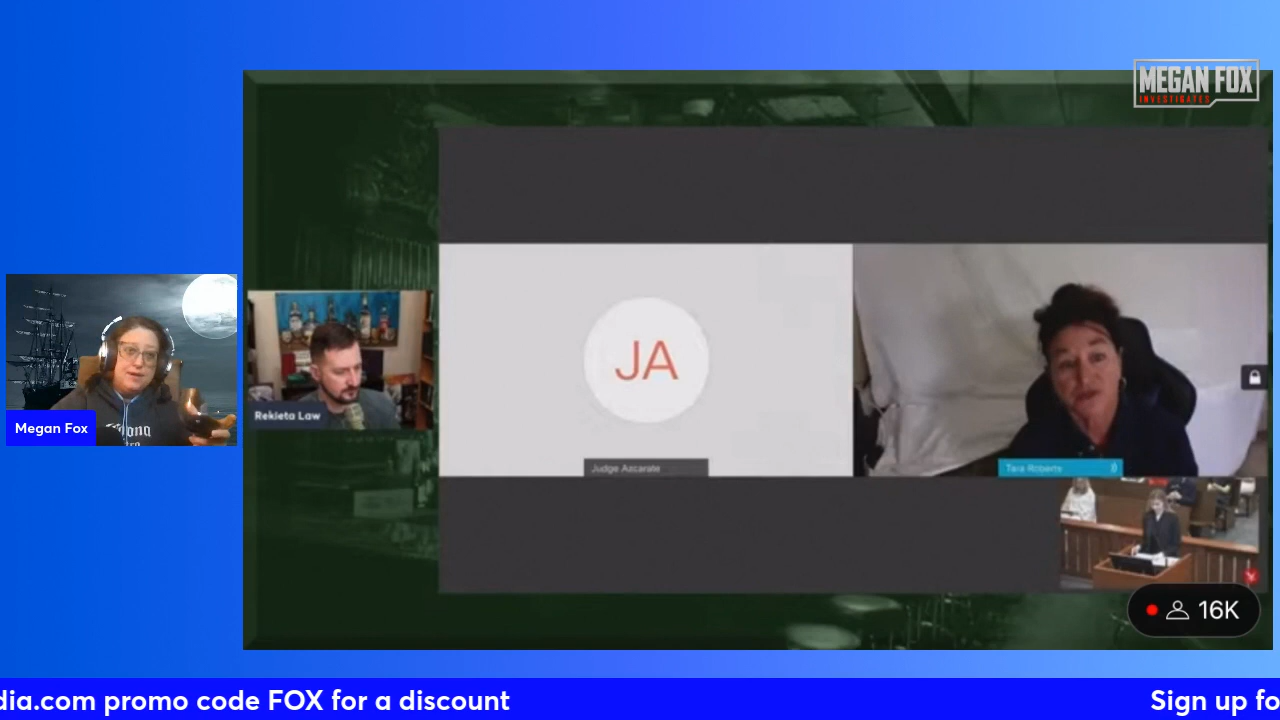 MEGAN FOX
INVESTIGATES
JA
Rekieta Law
Megan Fox
Judge Azcarate
Tara Roberts
16K
dia.com promo code FOX for a discount
Sign up fo